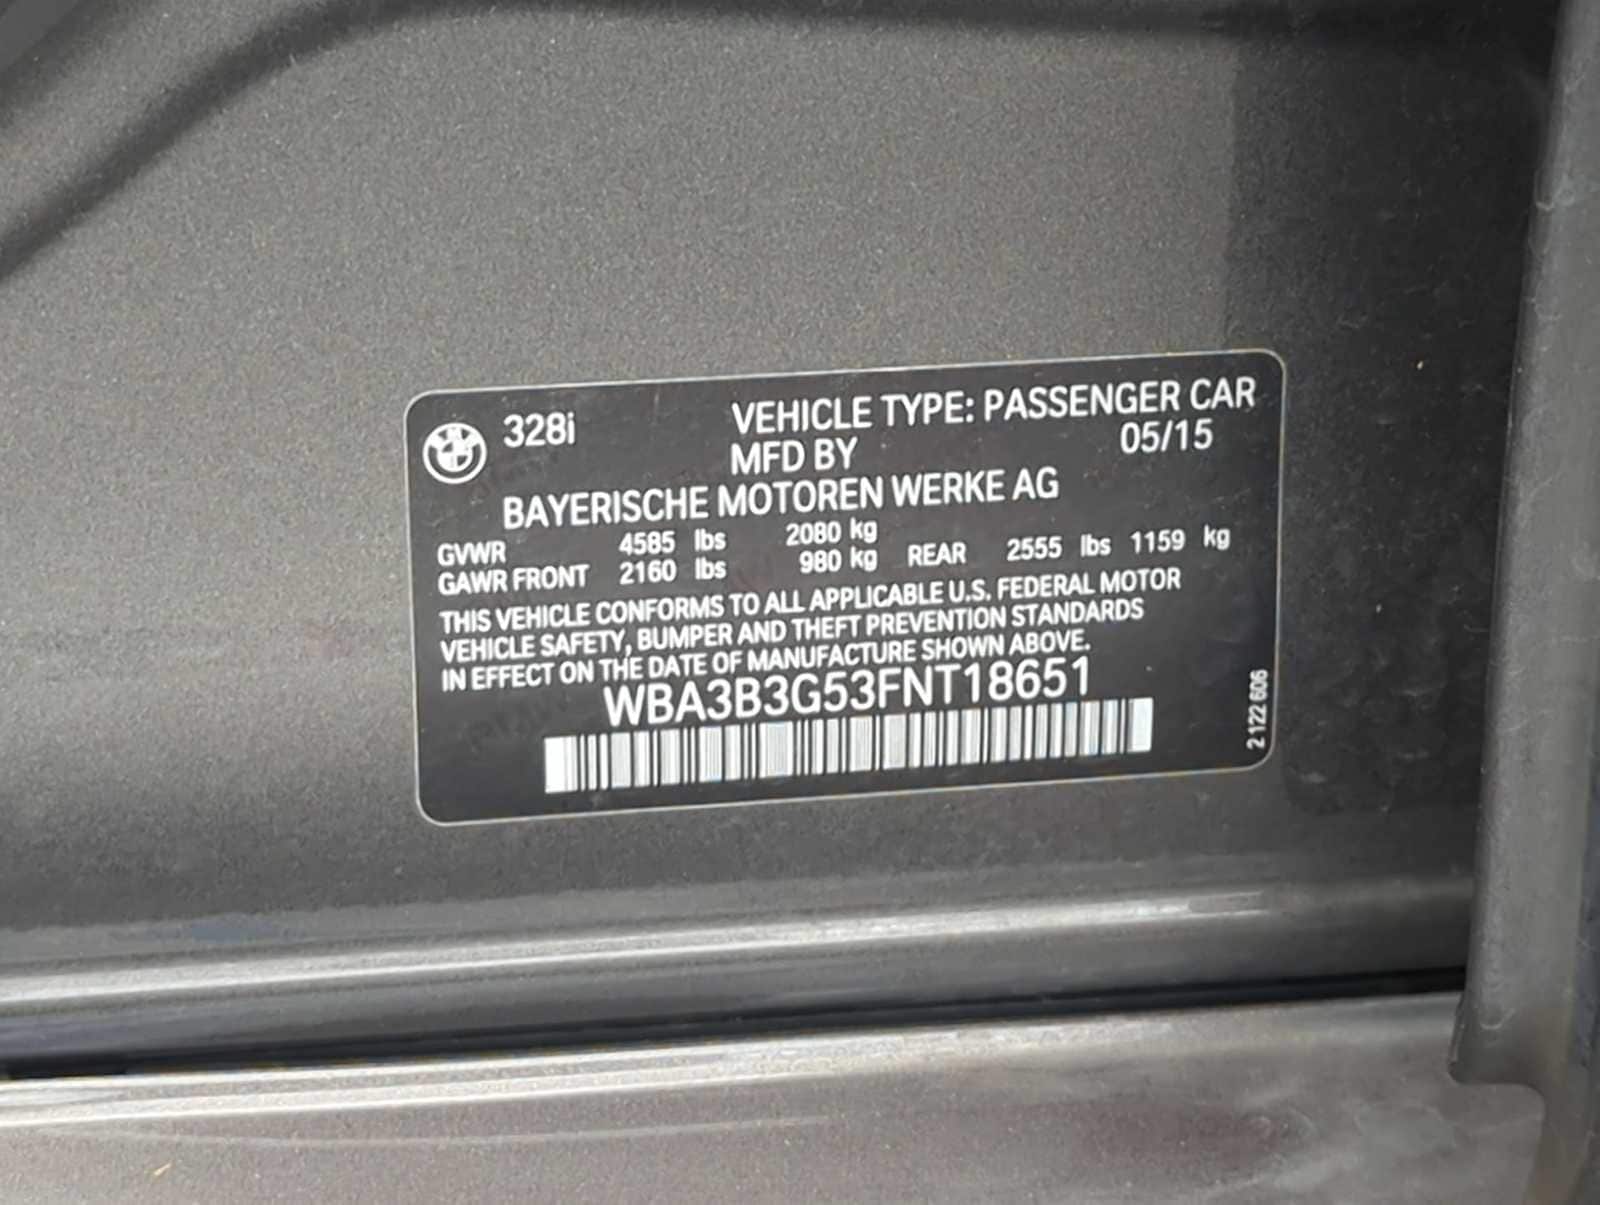 328i VEHICLE TYPE: PASSENGER CAR
MFD BY 05/15
BAYERISCHE MOTOREN WERKE AG
GVWR 4585 lbs 2080 kg
GAWR FRONT 2160 lbs 980 kg REAR 2555 lbs 1159 kg
THIS VEHICLE CONFORMS TO ALL APPLICABLE U.S. FEDERAL MOTOR
VEHICLE SAFETY, BUMPER AND THEFT PREVENTION STANDARDS
IN EFFECT ON THE DATE OF MANUFACTURE SHOWN ABOVE.
WBA3B3G53FNT18651
2 122 606